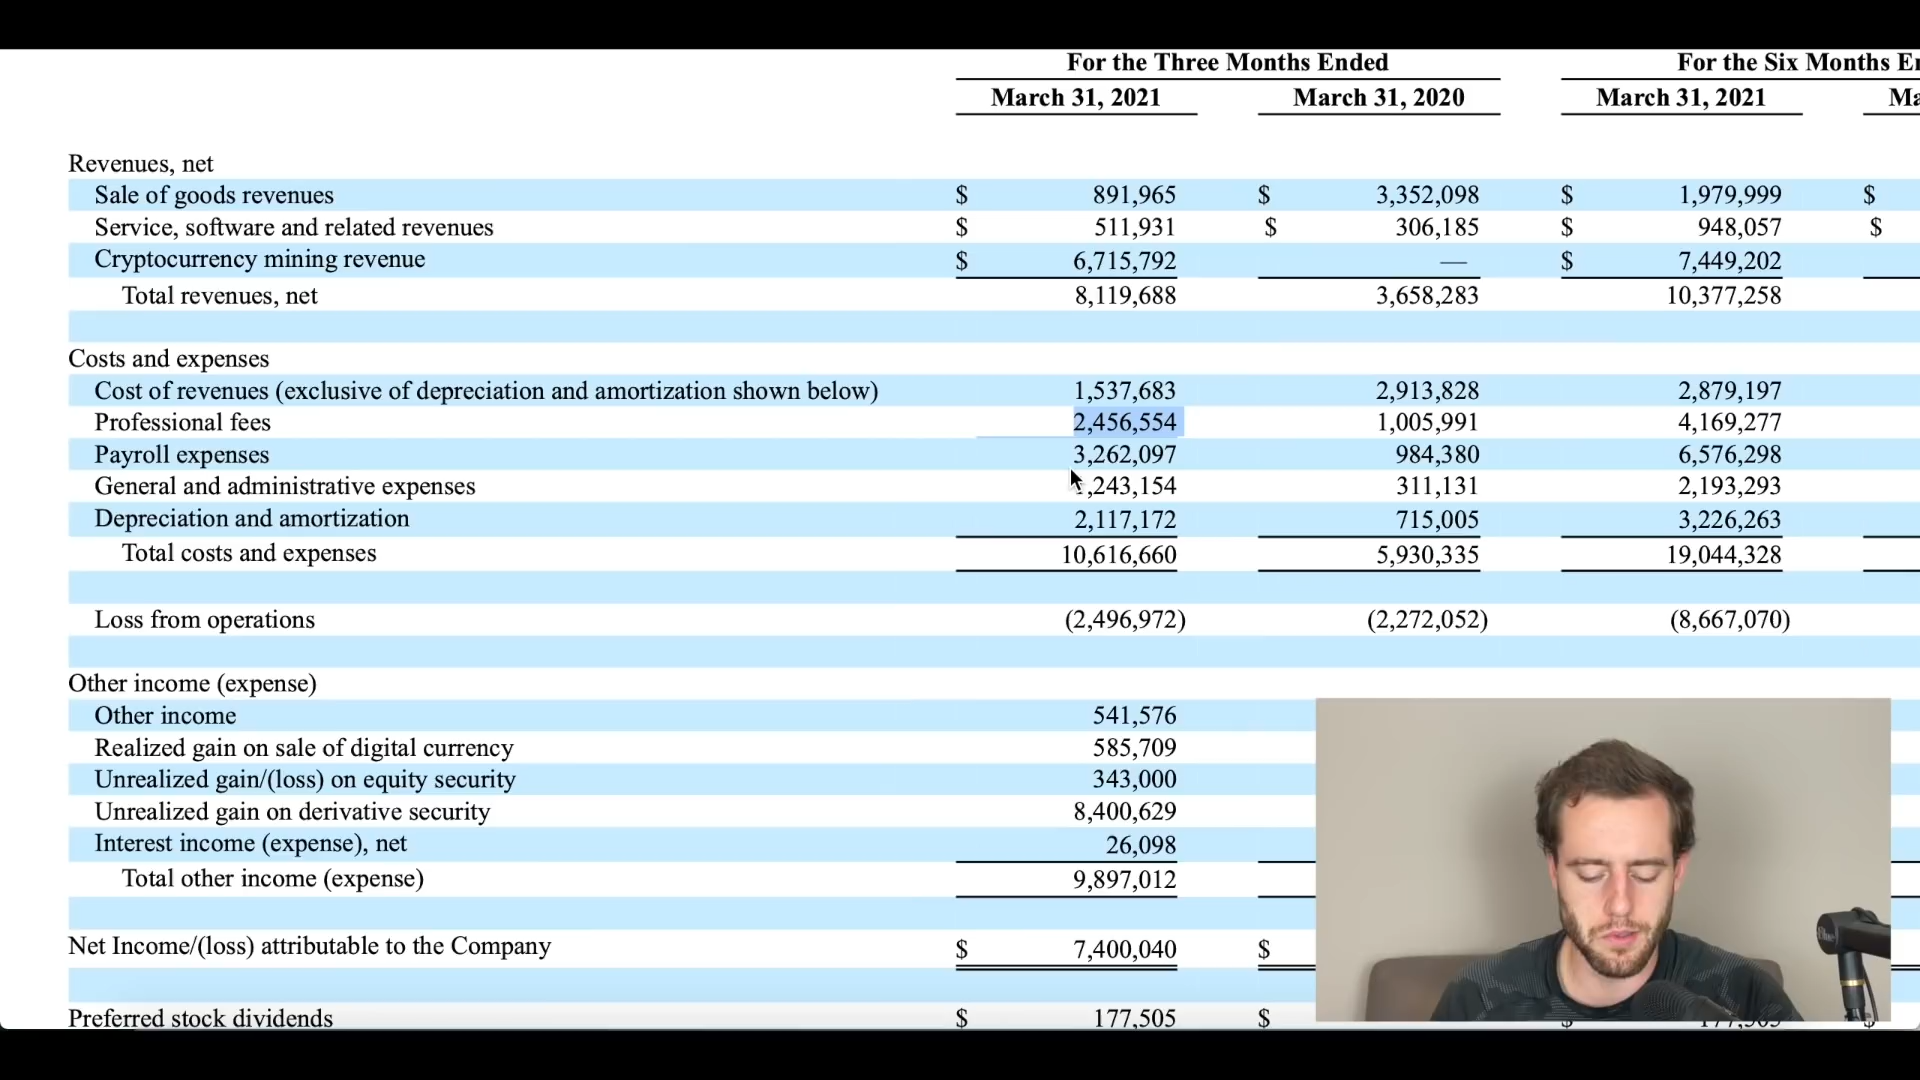 For the Three Months Ended For the Six Months
March 31, 2021 March 31, 2020 March 31, 2021
Revenues, net
Sale of goods revenues $ 891,965 $ 3,352,098 $ 1,979,999 $
Service, software and related revenues $ 511,931 $ 306,185 $ 948,057 $
Cryptocurrency mining revenue $ 6,715,792 — $ 7,449,202
Total revenues, net 8,119,688 3,658,283 10,377,258
Costs and expenses
Cost of revenues (exclusive of depreciation and amortization shown below) 1,537,683 2,913,828 2,879,197
Professional fees 2,456,554 1,005,991 4,169,277
Payroll expenses 3,262,097 984,380 6,576,298
General and administrative expenses ,243,154 311,131 2,193,293
Depreciation and amortization 2,117,172 715,005 3,226,263
Total costs and expenses 10,616,660 5,930,335 19,044,328
Loss from operations (2,496,972) (2,272,052) (8,667,070)
Other income (expense)
Other income 541,576
Realized gain on sale of digital currency 585,709
Unrealized gain/(loss) on equity security 343,000
Unrealized gain on derivative security 8,400,629
Interest income (expense), net 26,098
Total other income (expense) 9,897,012
Net Income/(loss) attributable to the Company $ 7,400,040 $
Preferred stock dividends $ 177,505 $